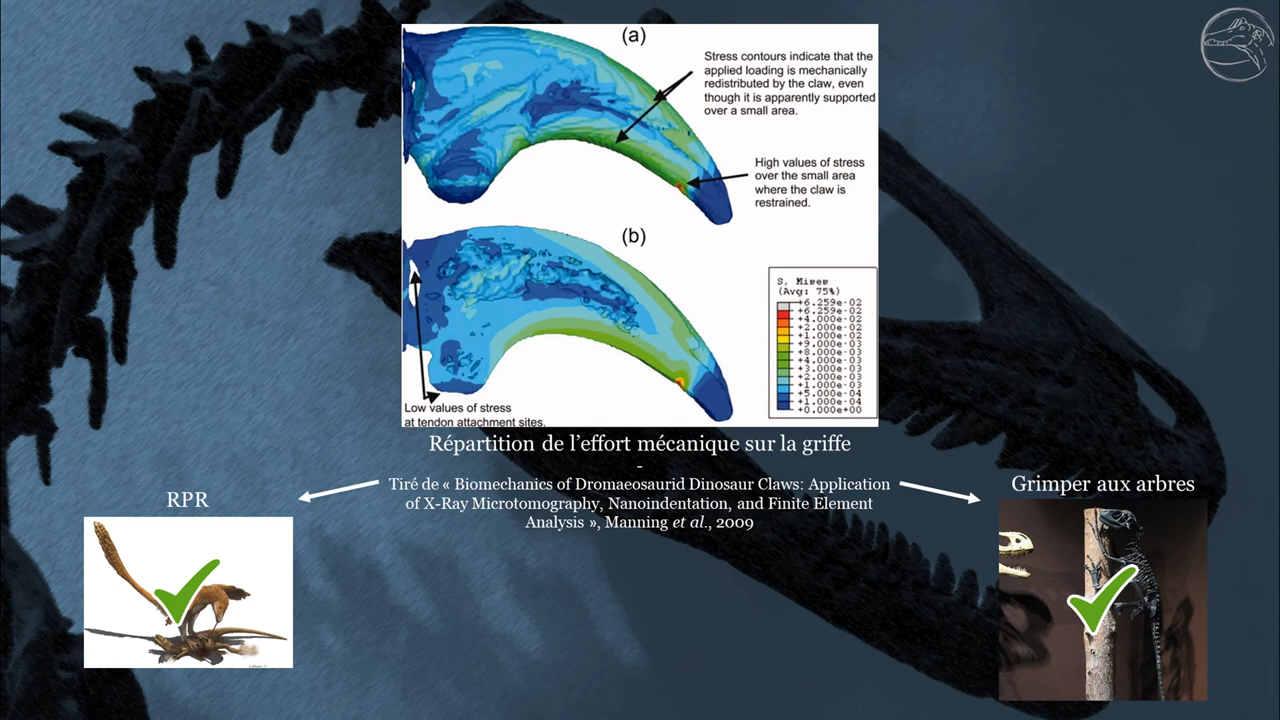 (a)
Stress contours indicate that the
applied loading is mechanically
redistributed by the claw, even
though it is apparently supported
over a small area.
High values of stress
over the small area
where the claw is
restrained.
(b)
S, Mises
(Avg: 75%)
+6.259e-02
+6.259e-02
+4.000e-02
+2.000e-02
+1.000e-02
+9.000e-03
+8.000e-03
+4.000e-03
+3.000e-03
+2.000e-03
+1.000e-03
+5.000e-04
+1.000e-04
+0.000e+00
Low values of stress
at tendon attachment sites.
Répartition de l’effort mécanique sur la griffe
-
Tiré de « Biomechanics of Dromaeosaurid Dinosaur Claws: Application
of X-Ray Microtomography, Nanoindentation, and Finite Element
Analysis », Manning et al., 2009
RPR
Grimper aux arbres